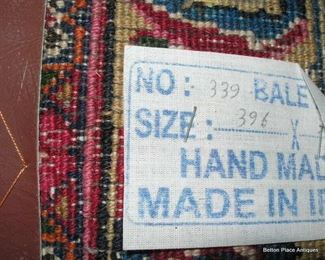 NO: 339 BALE
SIZE: 396 X
HAND MAD
MADE IN I
Belton Place Antiques